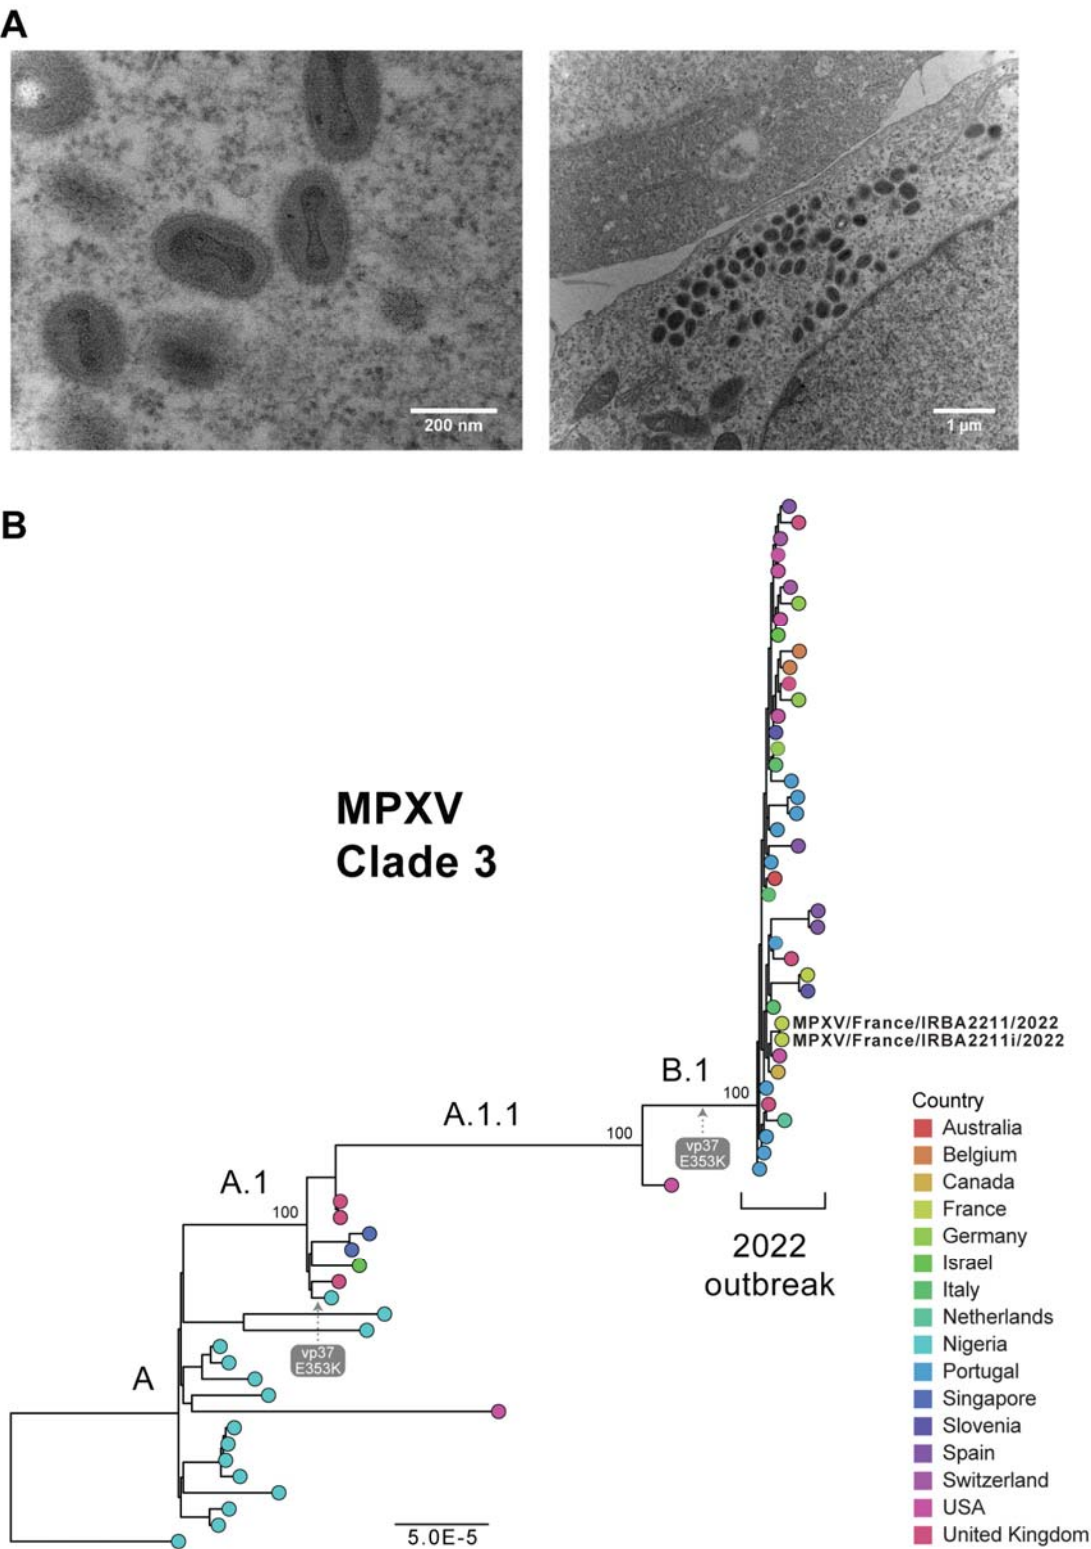 A
200 nm
1 µm
B
MPXV
Clade 3
MPXV/France/IRBA2211/2022
MPXV/France/IRBA2211i/2022
B.1
100
A.1.1
100
vp37
E353K
A.1
100
2022
outbreak
vp37
E353K
A
5.0E-5
Country
Australia
Belgium
Canada
France
Germany
Israel
Italy
Netherlands
Nigeria
Portugal
Singapore
Slovenia
Spain
Switzerland
USA
United Kingdom